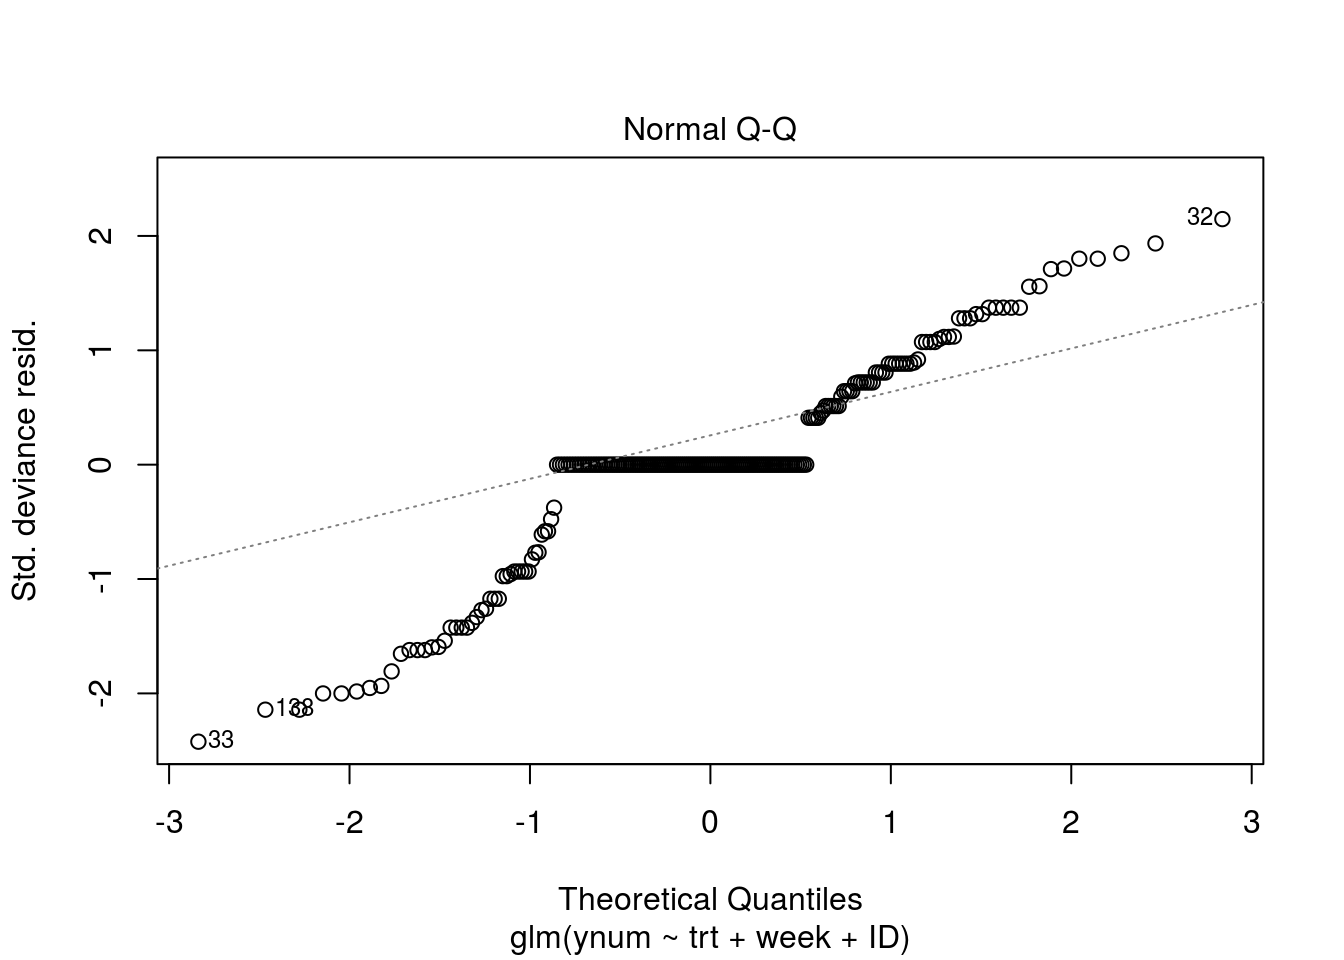 Normal Q-Q
Std. deviance resid.
2
1
0
-1
-2
32
138
33
-3 -2 -1 0 1 2 3
Theoretical Quantiles
glm(ynum ~ trt + week + ID)